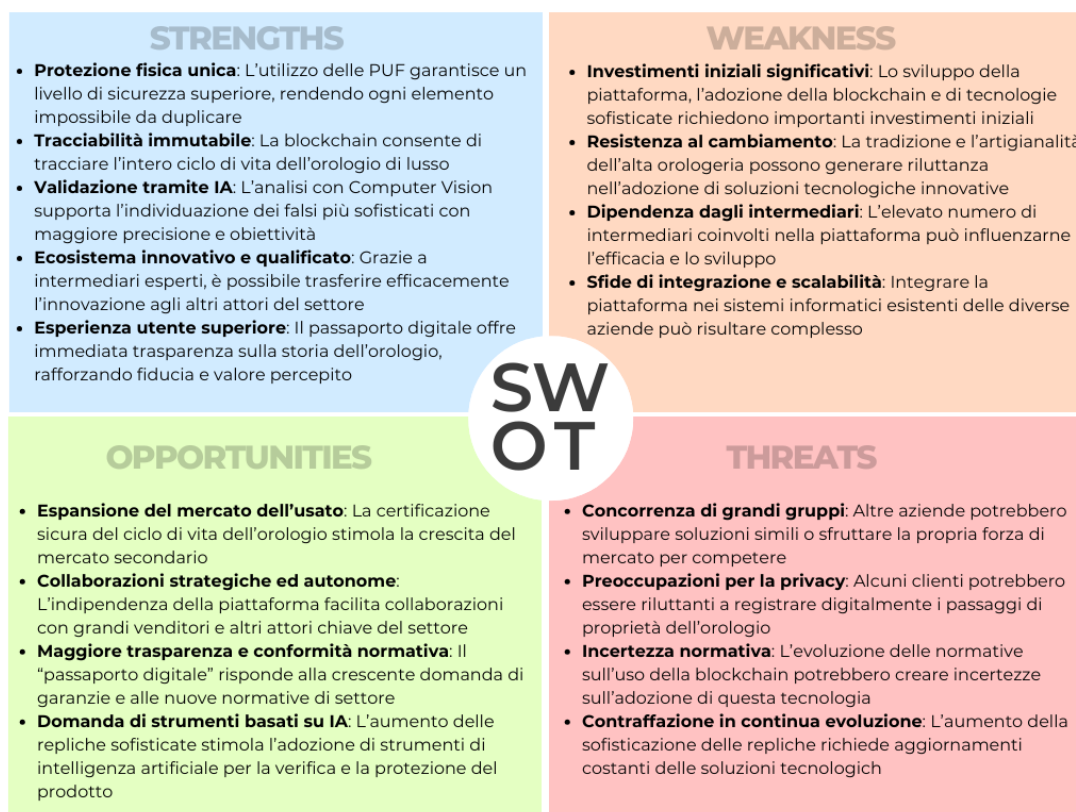 STRENGTHS
• Protezione fisica unica: L'utilizzo delle PUF garantisce un
livello di sicurezza superiore, rendendo ogni elemento
impossibile da duplicare
• Tracciabilità immutabile: La blockchain consente di
tracciare l'intero ciclo di vita dell'orologio di lusso
• Validazione tramite IA: L'analisi con Computer Vision
supporta l'individuazione dei falsi più sofisticati con
maggiore precisione e obiettività
• Ecosistema innovativo e qualificato: Grazie a
intermediari esperti, è possibile trasferire efficacemente
l'innovazione agli altri attori del settore
• Esperienza utente superiore: Il passaporto digitale offre
immediata trasparenza sulla storia dell'orologio,
rafforzando fiducia e valore percepito
WEAKNESS
• Investimenti iniziali significativi: Lo sviluppo della
piattaforma, l'adozione della blockchain e di tecnologie
sofisticate richiedono importanti investimenti iniziali
• Resistenza al cambiamento: La tradizione e l'artigianalità
dell'alta orologeria possono generare riluttanza
nell'adozione di soluzioni tecnologiche innovative
• Dipendenza dagli intermediari: L'elevato numero di
intermediari coinvolti nella piattaforma può influenzarne
l'efficacia e lo sviluppo
• Sfide di integrazione e scalabilità: Integrare la
piattaforma nei sistemi informatici esistenti delle diverse
aziende può risultare complesso
SW
OT
OPPORTUNITIES
• Espansione del mercato dell'usato: La certificazione
sicura del ciclo di vita dell'orologio stimola la crescita del
mercato secondario
• Collaborazioni strategiche ed autonome:
L'indipendenza della piattaforma facilita collaborazioni
con grandi venditori e altri attori chiave del settore
• Maggiore trasparenza e conformità normativa: Il
“passaporto digitale” risponde alla crescente domanda di
garanzie e alle nuove normative di settore
• Domanda di strumenti basati su IA: L'aumento delle
repliche sofisticate stimola l'adozione di strumenti di
intelligenza artificiale per la verifica e la protezione del
prodotto
THREATS
• Concorrenza di grandi gruppi: Altre aziende potrebbero
sviluppare soluzioni simili o sfruttare la propria forza di
mercato per competere
• Preoccupazioni per la privacy: Alcuni clienti potrebbero
essere riluttanti a registrare digitalmente i passaggi di
proprietà dell'orologio
• Incertezza normativa: L'evoluzione delle normative
sull'uso della blockchain potrebbero creare incertezze
sull'adozione di questa tecnologia
• Contraffazione in continua evoluzione: L'aumento della
sofisticazione delle repliche richiede aggiornamenti
costanti delle soluzioni tecnologich